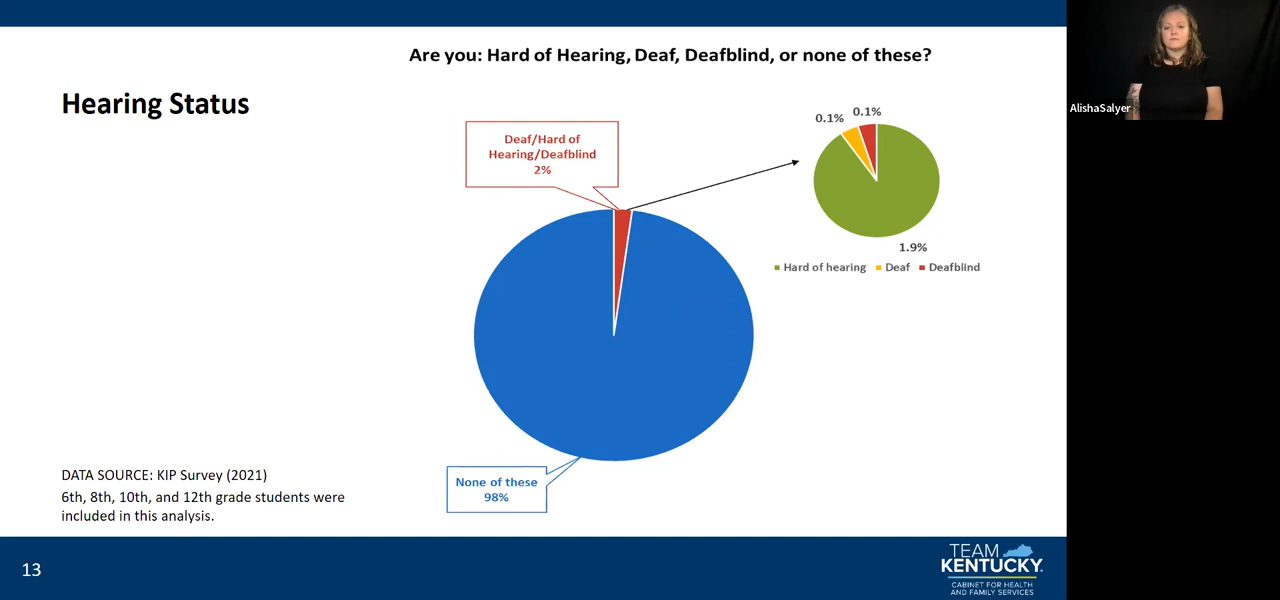 Are you: Hard of Hearing, Deaf, Deafblind, or none of these?
Hearing Status
AlishaSalyer
Deaf/Hard of
Hearing/Deafblind
2%
0.1%
0.1%
1.9%
Hard of hearing
Deaf
Deafblind
None of these
98%
DATA SOURCE: KIP Survey (2021)
6th, 8th, 10th, and 12th grade students were
included in this analysis.
13
TEAM
KENTUCKY.
CABINET FOR HEALTH
AND FAMILY SERVICES